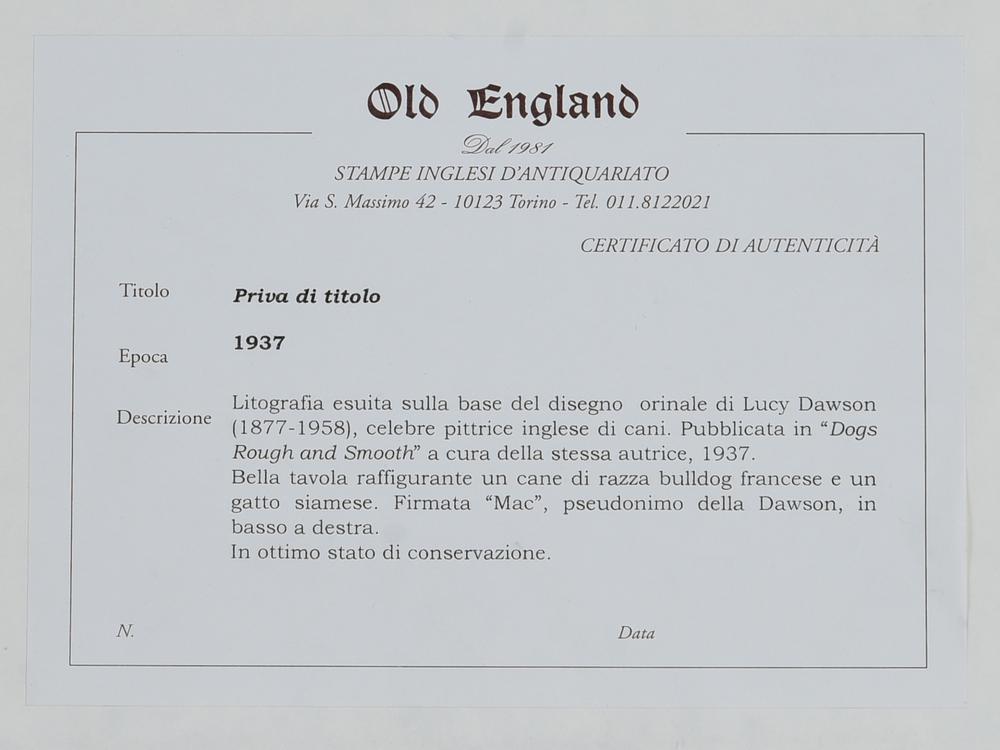 Old England
Dal 1981
STAMPE INGLESI D'ANTIQUARIATO
Via S. Massimo 42 - 10123 Torino - Tel. 011.8122021
CERTIFICATO DI AUTENTICITÀ
Titolo Priva di titolo
Epoca 1937
Descrizione Litografia esuita sulla base del disegno orinale di Lucy Dawson
(1877-1958), celebre pittrice inglese di cani. Pubblicata in “Dogs
Rough and Smooth” a cura della stessa autrice, 1937.
Bella tavola raffigurante un cane di razza bulldog francese e un
gatto siamese. Firmata “Mac”, pseudonimo della Dawson, in
basso a destra.
In ottimo stato di conservazione.
N. Data